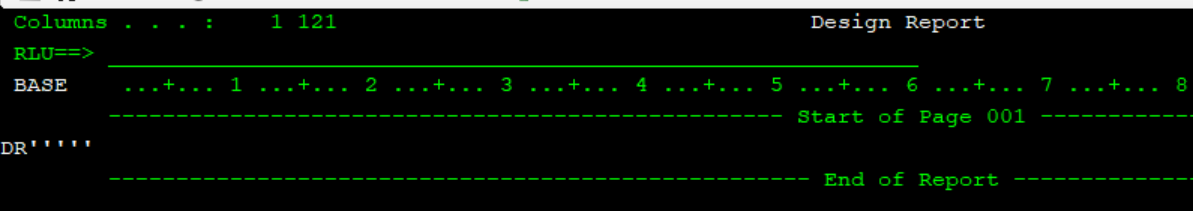 Columns . . . :    1 121                                   Design Report
RLU==>
BASE    ...+... 1 ...+... 2 ...+... 3 ...+... 4 ...+... 5 ...+... 6 ...+... 7 ...+... 8
-------------------------------------------------- Start of Page 001 ------------
DR'''''
---------------------------------------------------- End of Report --------------